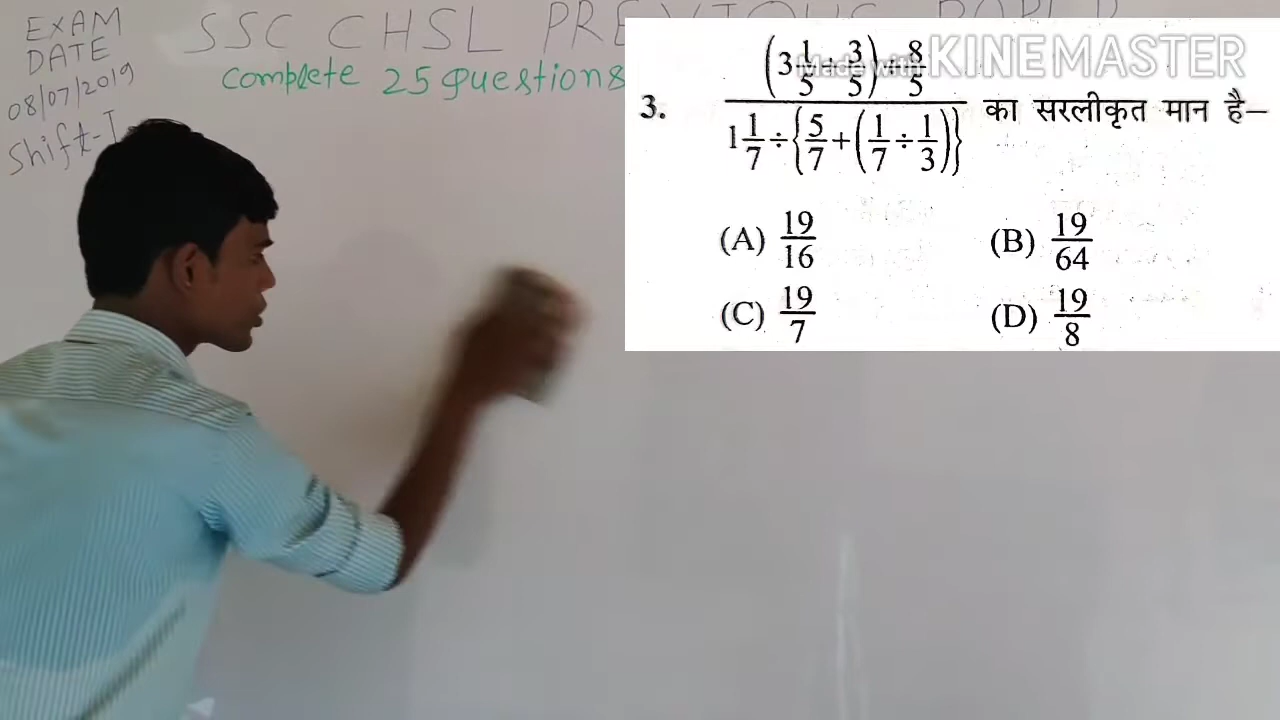 EXAM
DATE
08/07/2019
Shift-I
SSC CHSL
complete 25 questions
Made with KINEMASTER
3. (3 1/5 ÷ 3/5) ÷ 8/5
1 1/7 ÷ {5/7 + (1/7 ÷ 1/3)} का सरलीकृत मान है–
(A) 19/16 (B) 19/64
(C) 19/7 (D) 19/8